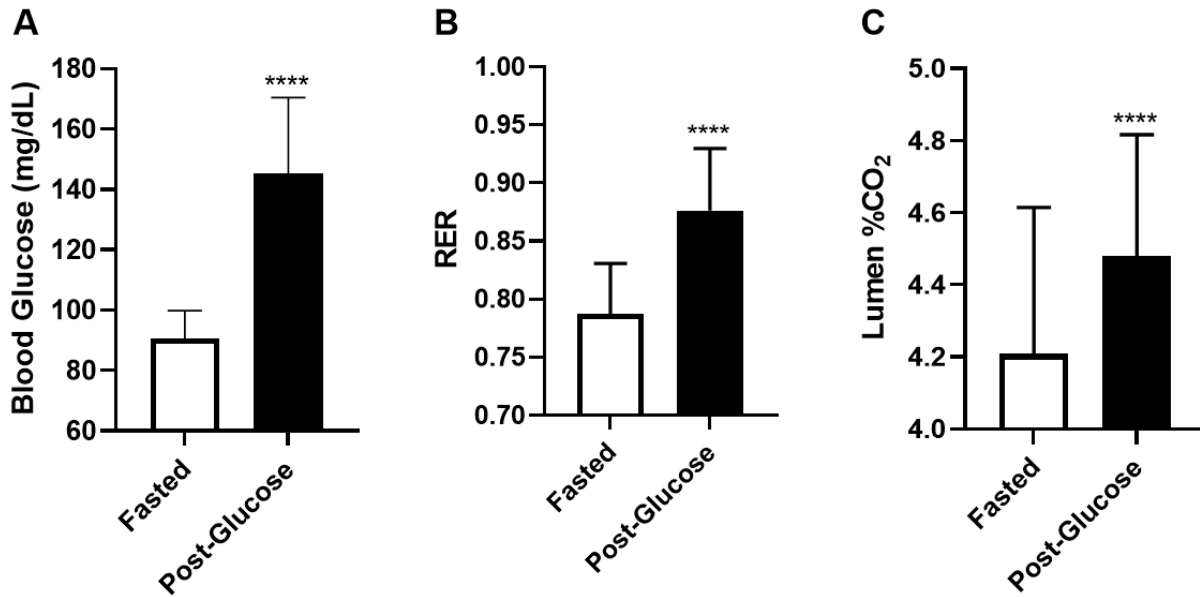 A
Blood Glucose (mg/dL)
180
160
140
120
100
80
60
****
Fasted
Post-Glucose
B
RER
1.00
0.95
0.90
0.85
0.80
0.75
0.70
****
Fasted
Post-Glucose
C
Lumen %CO₂
5.0
4.8
4.6
4.4
4.2
4.0
****
Fasted
Post-Glucose